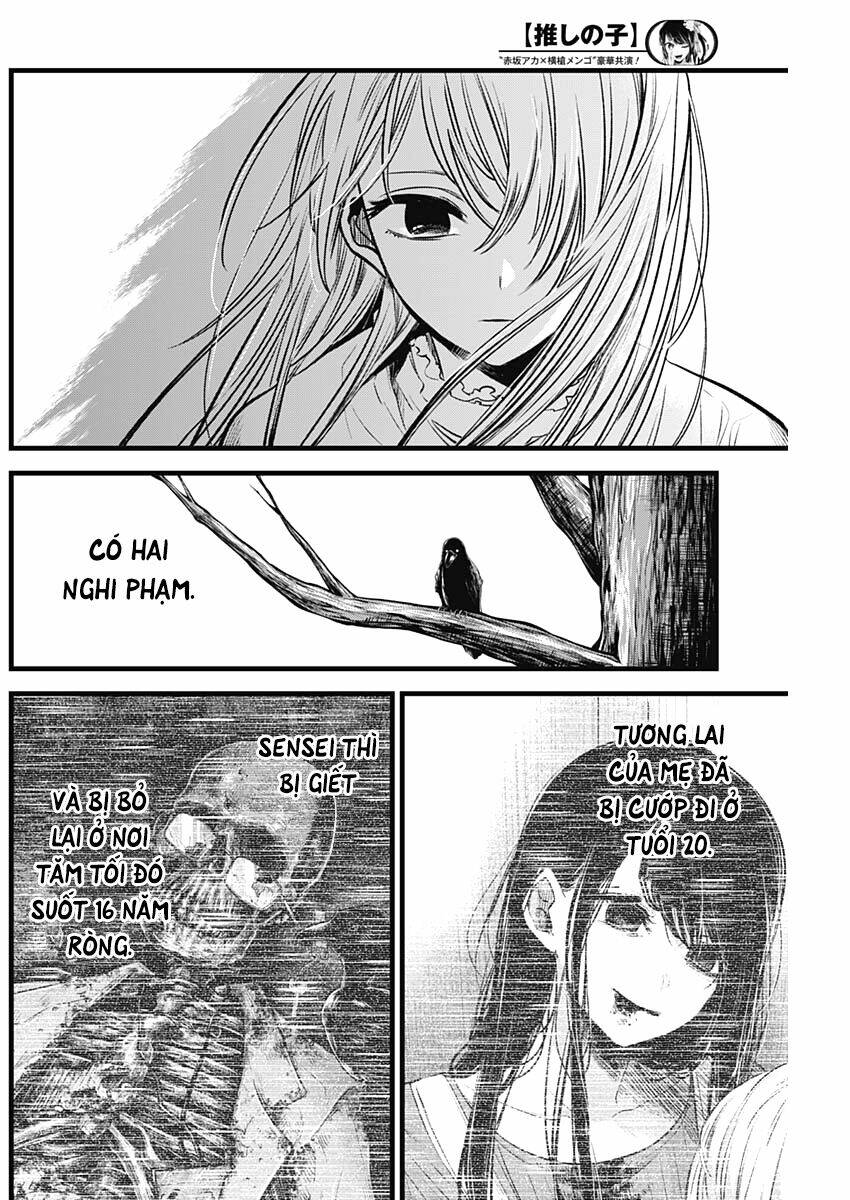 【推しの子】
“赤坂アカ×横槍メンゴ”豪華共演！
CÓ HAI
NGHI PHẠM.
TƯƠNG LAI
CỦA MẸ ĐÃ
BỊ CƯỚP ĐI Ở
TUỔI 20.
SENSEI THÌ
BỊ GIẾT
VÀ BỊ BỎ
LẠI Ở NƠI
TĂM TỐI ĐÓ
SUỐT 16 NĂM
RÒNG.